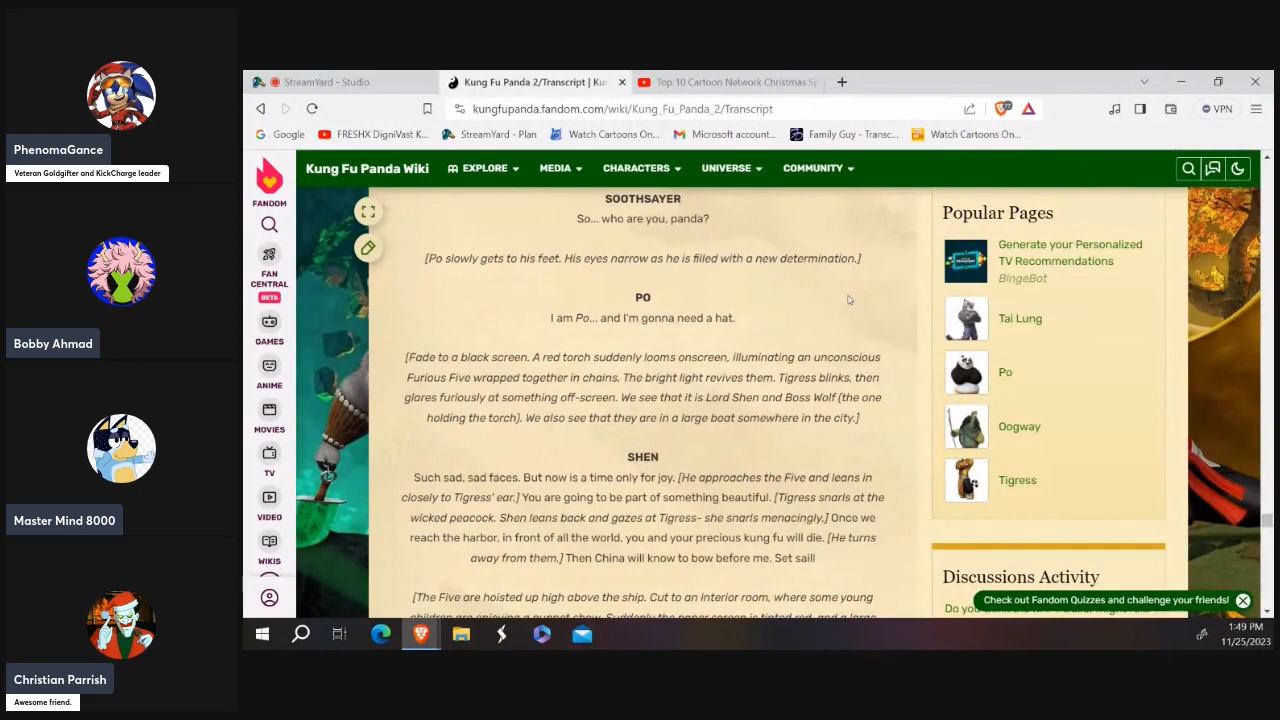 PhenomaGance
Veteran Goldgifter and KickCharge leader
Bobby Ahmad
Master Mind 8000
Christian Parrish
Awesome friend.
StreamYard - Studio
Kung Fu Panda 2/Transcript | Ku
Top 10 Cartoon Network Christmas Sp
kungfupanda.fandom.com/wiki/Kung_Fu_Panda_2/Transcript
VPN
Google
FRESHX DigniVast K...
StreamYard - Plan
Watch Cartoons On...
Microsoft account...
Family Guy - Transc...
Watch Cartoons On...
FANDOM
FAN
CENTRAL
BETA
GAMES
ANIME
MOVIES
TV
VIDEO
WIKIS
Kung Fu Panda Wiki
EXPLORE
MEDIA
CHARACTERS
UNIVERSE
COMMUNITY
SOOTHSAYER
So... who are you, panda?
[Po slowly gets to his feet. His eyes narrow as he is filled with a new determination.]
PO
I am Po... and I'm gonna need a hat.
[Fade to a black screen. A red torch suddenly looms onscreen, illuminating an unconscious
Furious Five wrapped together in chains. The bright light revives them. Tigress blinks, then
glares furiously at something off-screen. We see that it is Lord Shen and Boss Wolf (the one
holding the torch). We also see that they are in a large boat somewhere in the city.]
SHEN
Such sad, sad faces. But now is a time only for joy. [He approaches the Five and leans in
closely to Tigress' ear.] You are going to be part of something beautiful. [Tigress snarls at the
wicked peacock. Shen leans back and gazes at Tigress- she snarls menacingly.] Once we
reach the harbor, in front of all the world, you and your precious kung fu will die. [He turns
away from them.] Then China will know to bow before me. Set sail!
[The Five are hoisted up high above the ship. Cut to an interior room, where some young
children are enjoying a puppet show. Suddenly the paper screen is tinted red, and a large
Popular Pages
Generate your Personalized
TV Recommendations
BingeBot
Tai Lung
Po
Oogway
Tigress
Discussions Activity
Check out Fandom Quizzes and challenge your friends!
1:49 PM
11/25/2023